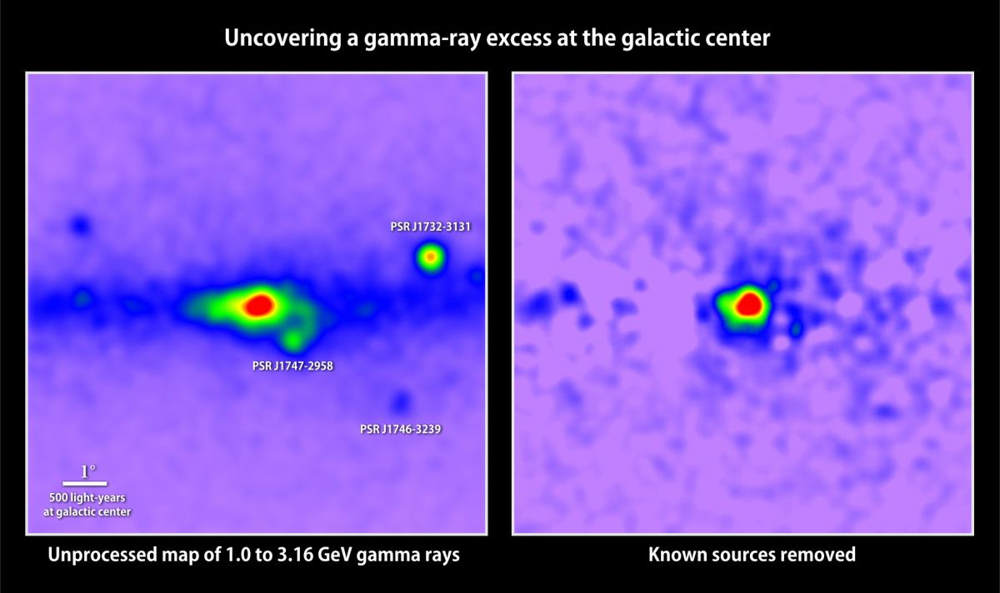 Uncovering a gamma-ray excess at the galactic center
PSR J1732-3131
PSR J1747-2958
PSR J1746-3239
1°
500 light-years
at galactic center
Unprocessed map of 1.0 to 3.16 GeV gamma rays
Known sources removed